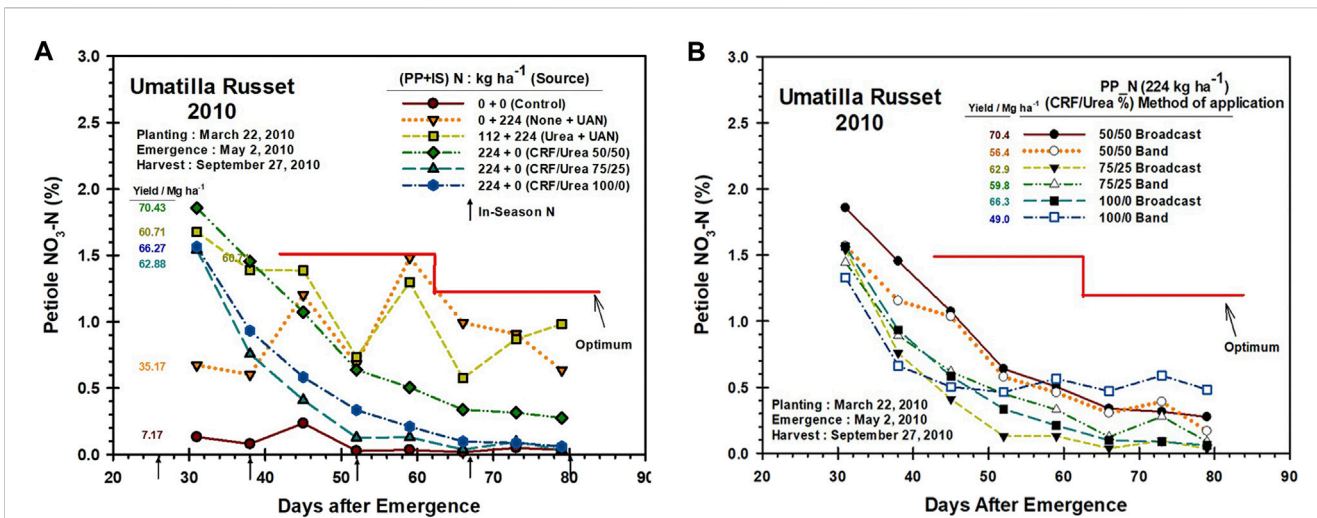 A
3.0
2.5
2.0
1.5
1.0
0.5
0.0
Petiole NO3-N (%)
Umatilla Russet
2010
Planting : March 22, 2010
Emergence : May 2, 2010
Harvest : September 27, 2010
Yield / Mg ha-1
70.43
60.71
66.27
62.88
35.17
7.17
(PP+IS) N : kg ha-1 (Source)
0 + 0 (Control)
0 + 224 (None + UAN)
112 + 224 (Urea + UAN)
224 + 0 (CRF/Urea 50/50)
224 + 0 (CRF/Urea 75/25)
224 + 0 (CRF/Urea 100/0)
In-Season N
Optimum
20 30 40 50 60 70 80 90
Days after Emergence
B
3.0
2.5
2.0
1.5
1.0
0.5
0.0
Petiole NO3-N (%)
Umatilla Russet
2010
PP_N (224 kg ha-1)
Yield / Mg ha-1 (CRF/Urea %) Method of application
70.4 50/50 Broadcast
56.4 50/50 Band
62.9 75/25 Broadcast
59.8 75/25 Band
66.3 100/0 Broadcast
49.0 100/0 Band
Optimum
Planting : March 22, 2010
Emergence : May 2, 2010
Harvest : September 27, 2010
20 30 40 50 60 70 80 90
Days After Emergence